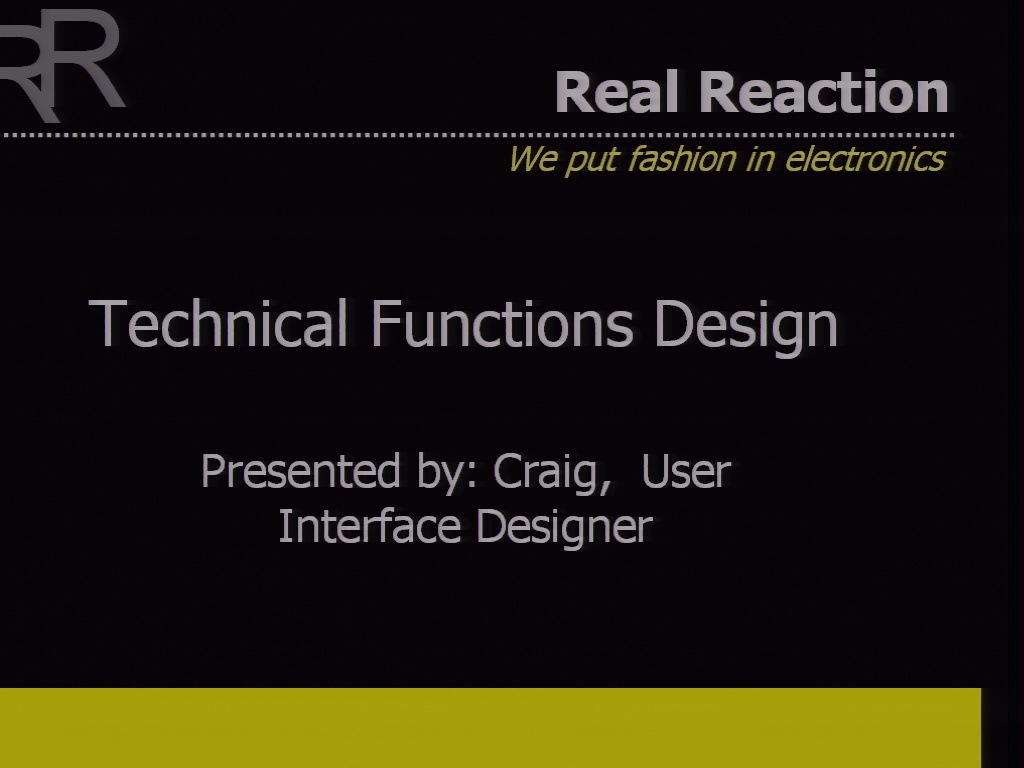 RR
Real Reaction
We put fashion in electronics
Technical Functions Design
Presented by: Craig,  User
Interface Designer